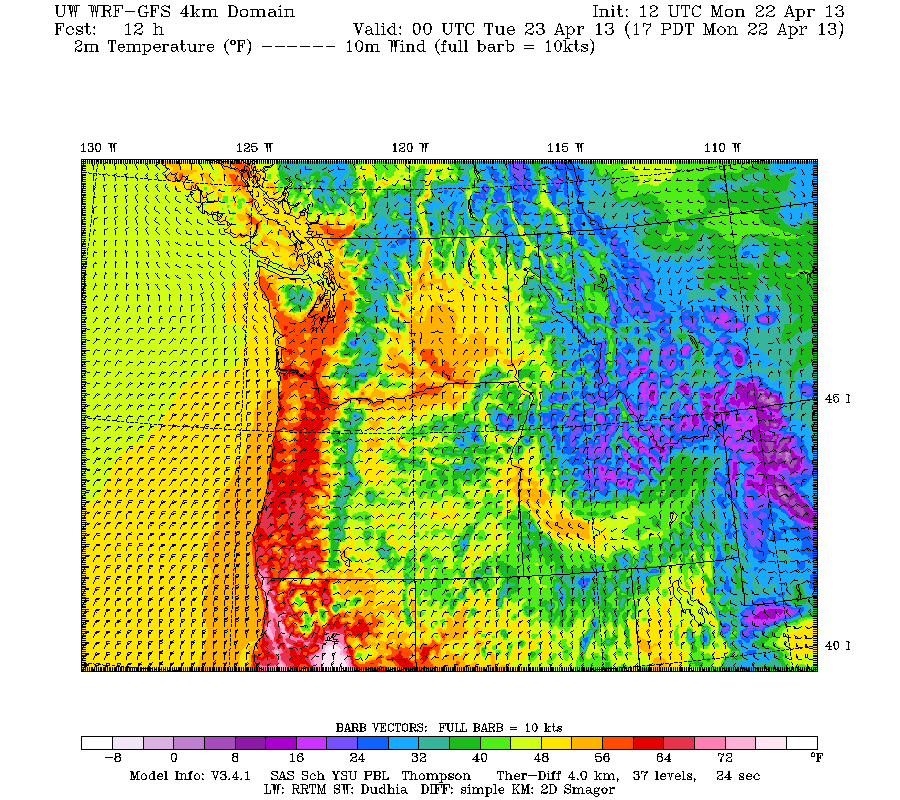 UW WRF-GFS 4km Domain Init: 12 UTC Mon 22 Apr 13
Fcst: 12 h Valid: 00 UTC Tue 23 Apr 13 (17 PDT Mon 22 Apr 13)
2m Temperature (°F) ------ 10m Wind (full barb = 10kts)
130 W 125 W 120 W 115 W 110 W
45 N
40 N
BARB VECTORS: FULL BARB = 10 kts
-8 0 8 16 24 32 40 48 56 64 72 °F
Model Info: V3.4.1 SAS Sch YSU PBL Thompson Ther-Diff 4.0 km, 37 levels, 24 sec
LW: RRTM SW: Dudhia DIFF: simple KM: 2D Smagor